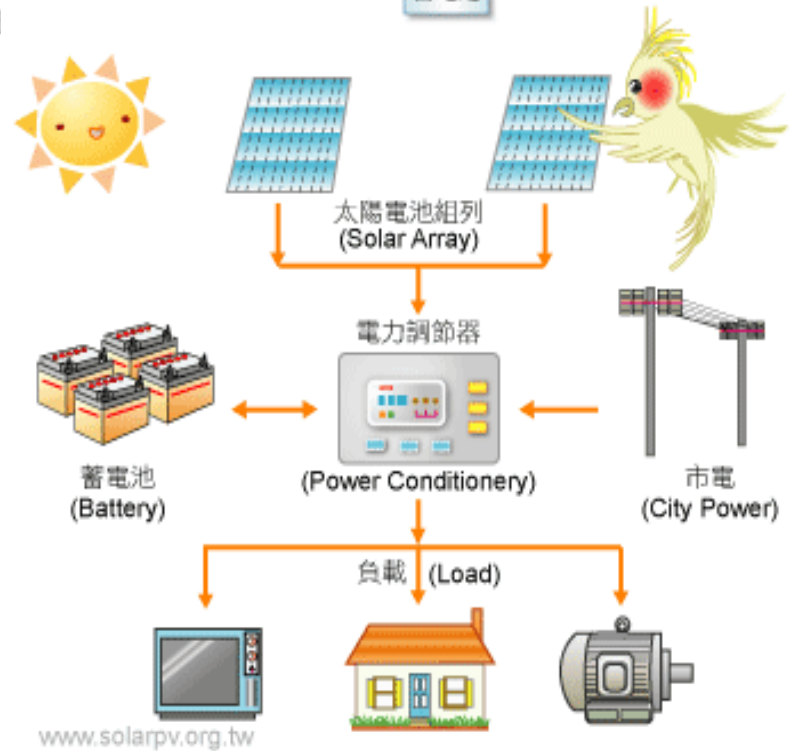 太陽電池組列
(Solar Array)
電力調節器
(Power Conditionery)
蓄電池
(Battery)
市電
(City Power)
負載 (Load)
www.solarpv.org.tw